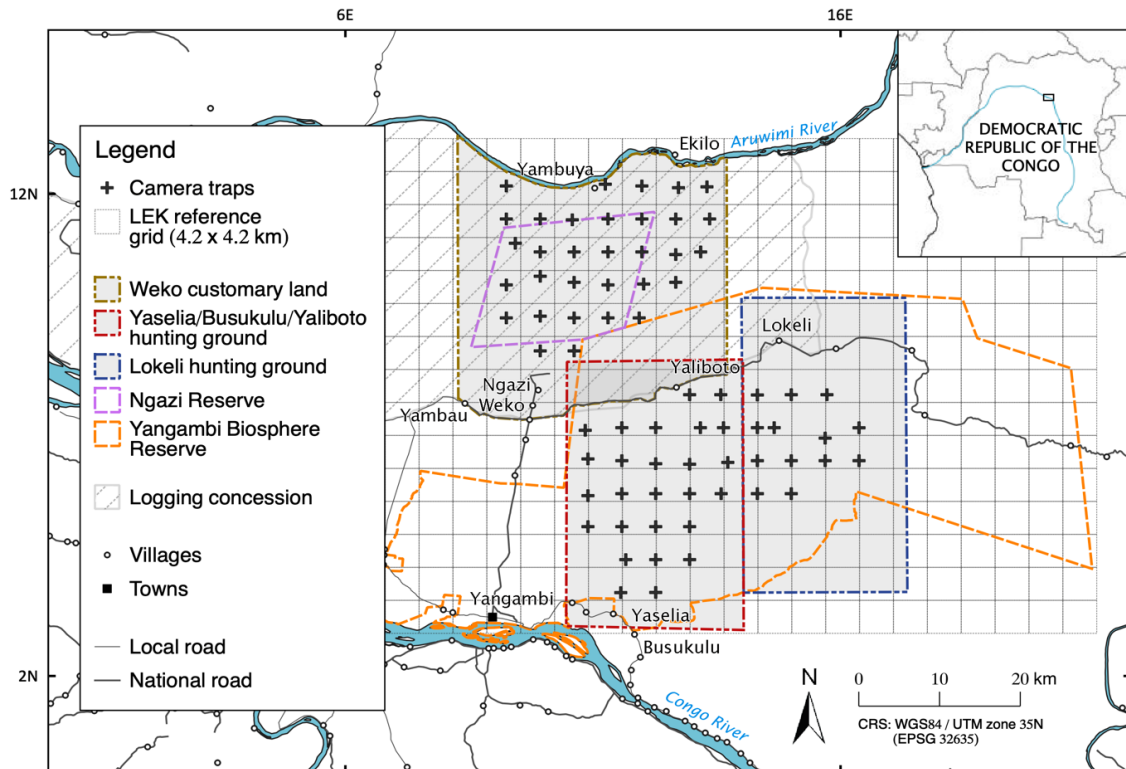 6E
16E
12N
2N
Legend
Camera traps
LEK reference
grid (4.2 x 4.2 km)
Weko customary land
Yaselia/Busukulu/Yaliboto
hunting ground
Lokeli hunting ground
Ngazi Reserve
Yangambi Biosphere
Reserve
Logging concession
Villages
Towns
Local road
National road
Yambuya
Ekilo
Aruwimi River
DEMOCRATIC
REPUBLIC OF THE
CONGO
Lokeli
Yaliboto
Ngazi
Weko
Yambau
Yangambi
Yaselia
Busukulu
Congo River
N
0 10 20 km
CRS: WGS84 / UTM zone 35N
(EPSG 32635)